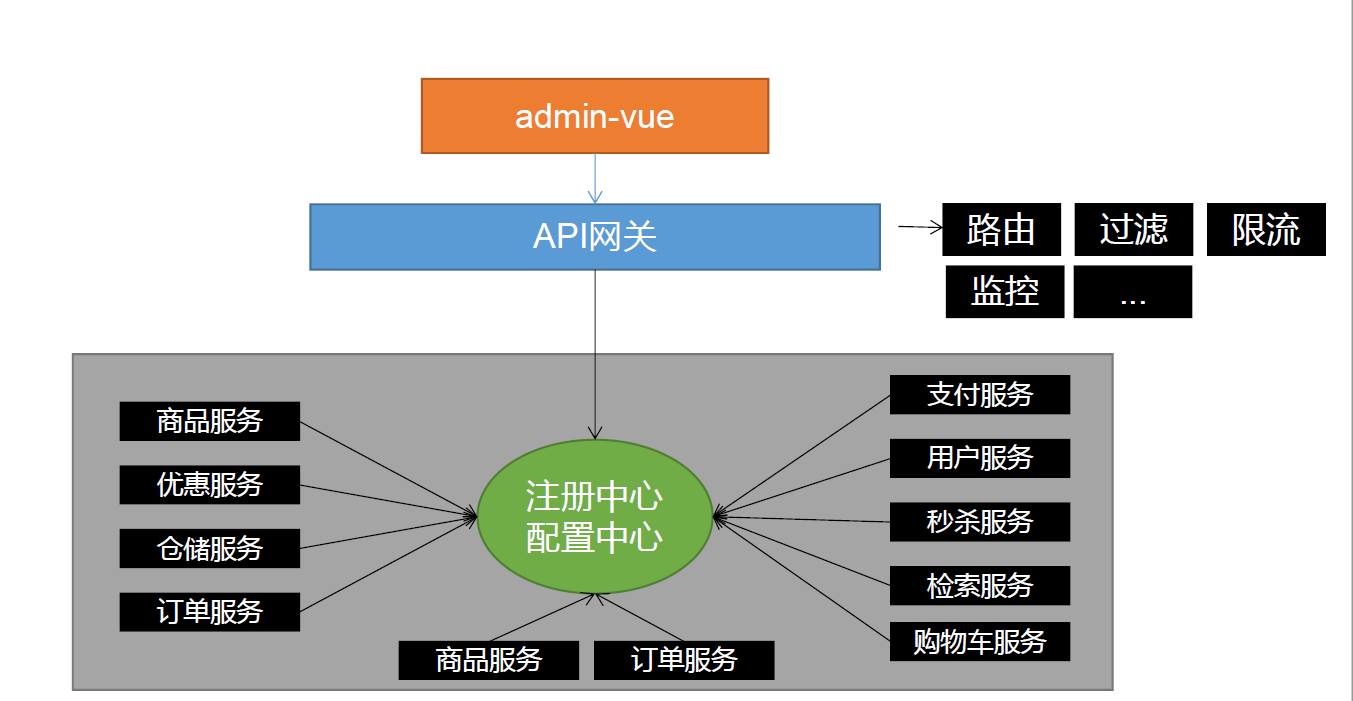 admin-vue
API网关
路由
过滤
限流
监控
...
商品服务
优惠服务
仓储服务
订单服务
注册中心
配置中心
支付服务
用户服务
秒杀服务
检索服务
购物车服务
商品服务
订单服务